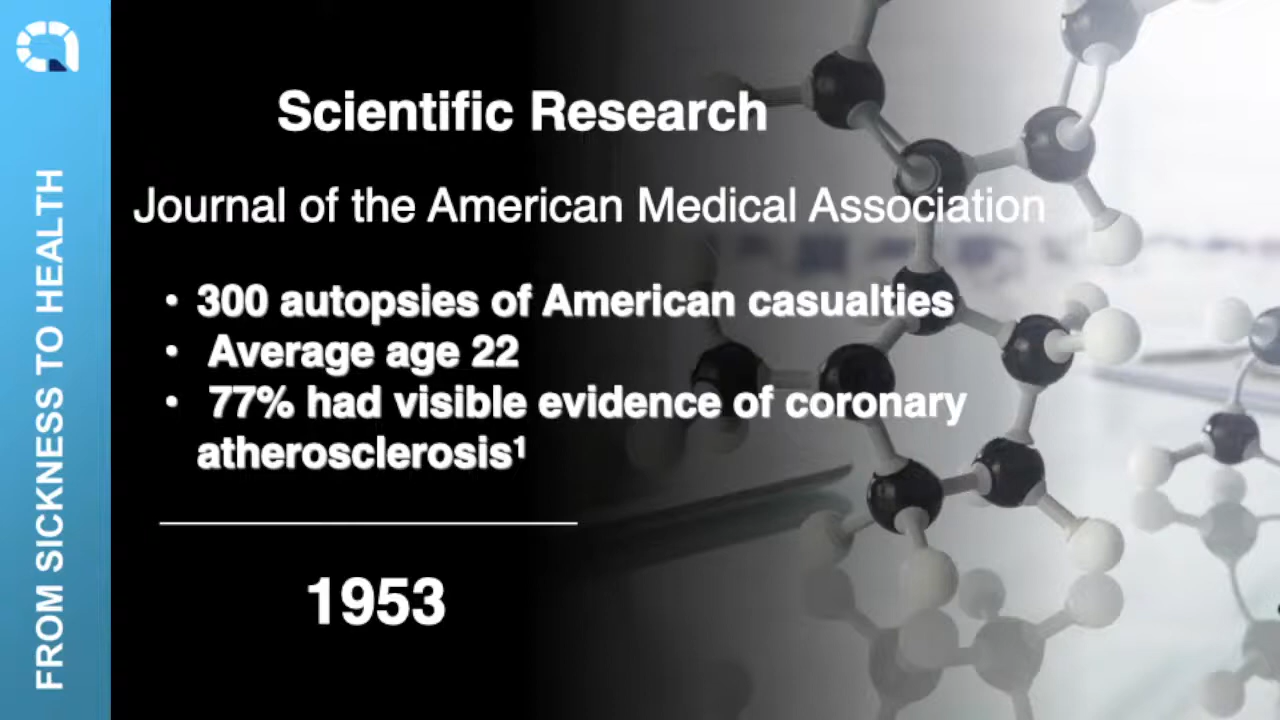 Scientific Research
Journal of the American Medical Association
• 300 autopsies of American casualties
• Average age 22
• 77% had visible evidence of coronary
atherosclerosis¹
1953
FROM SICKNESS TO HEALTH